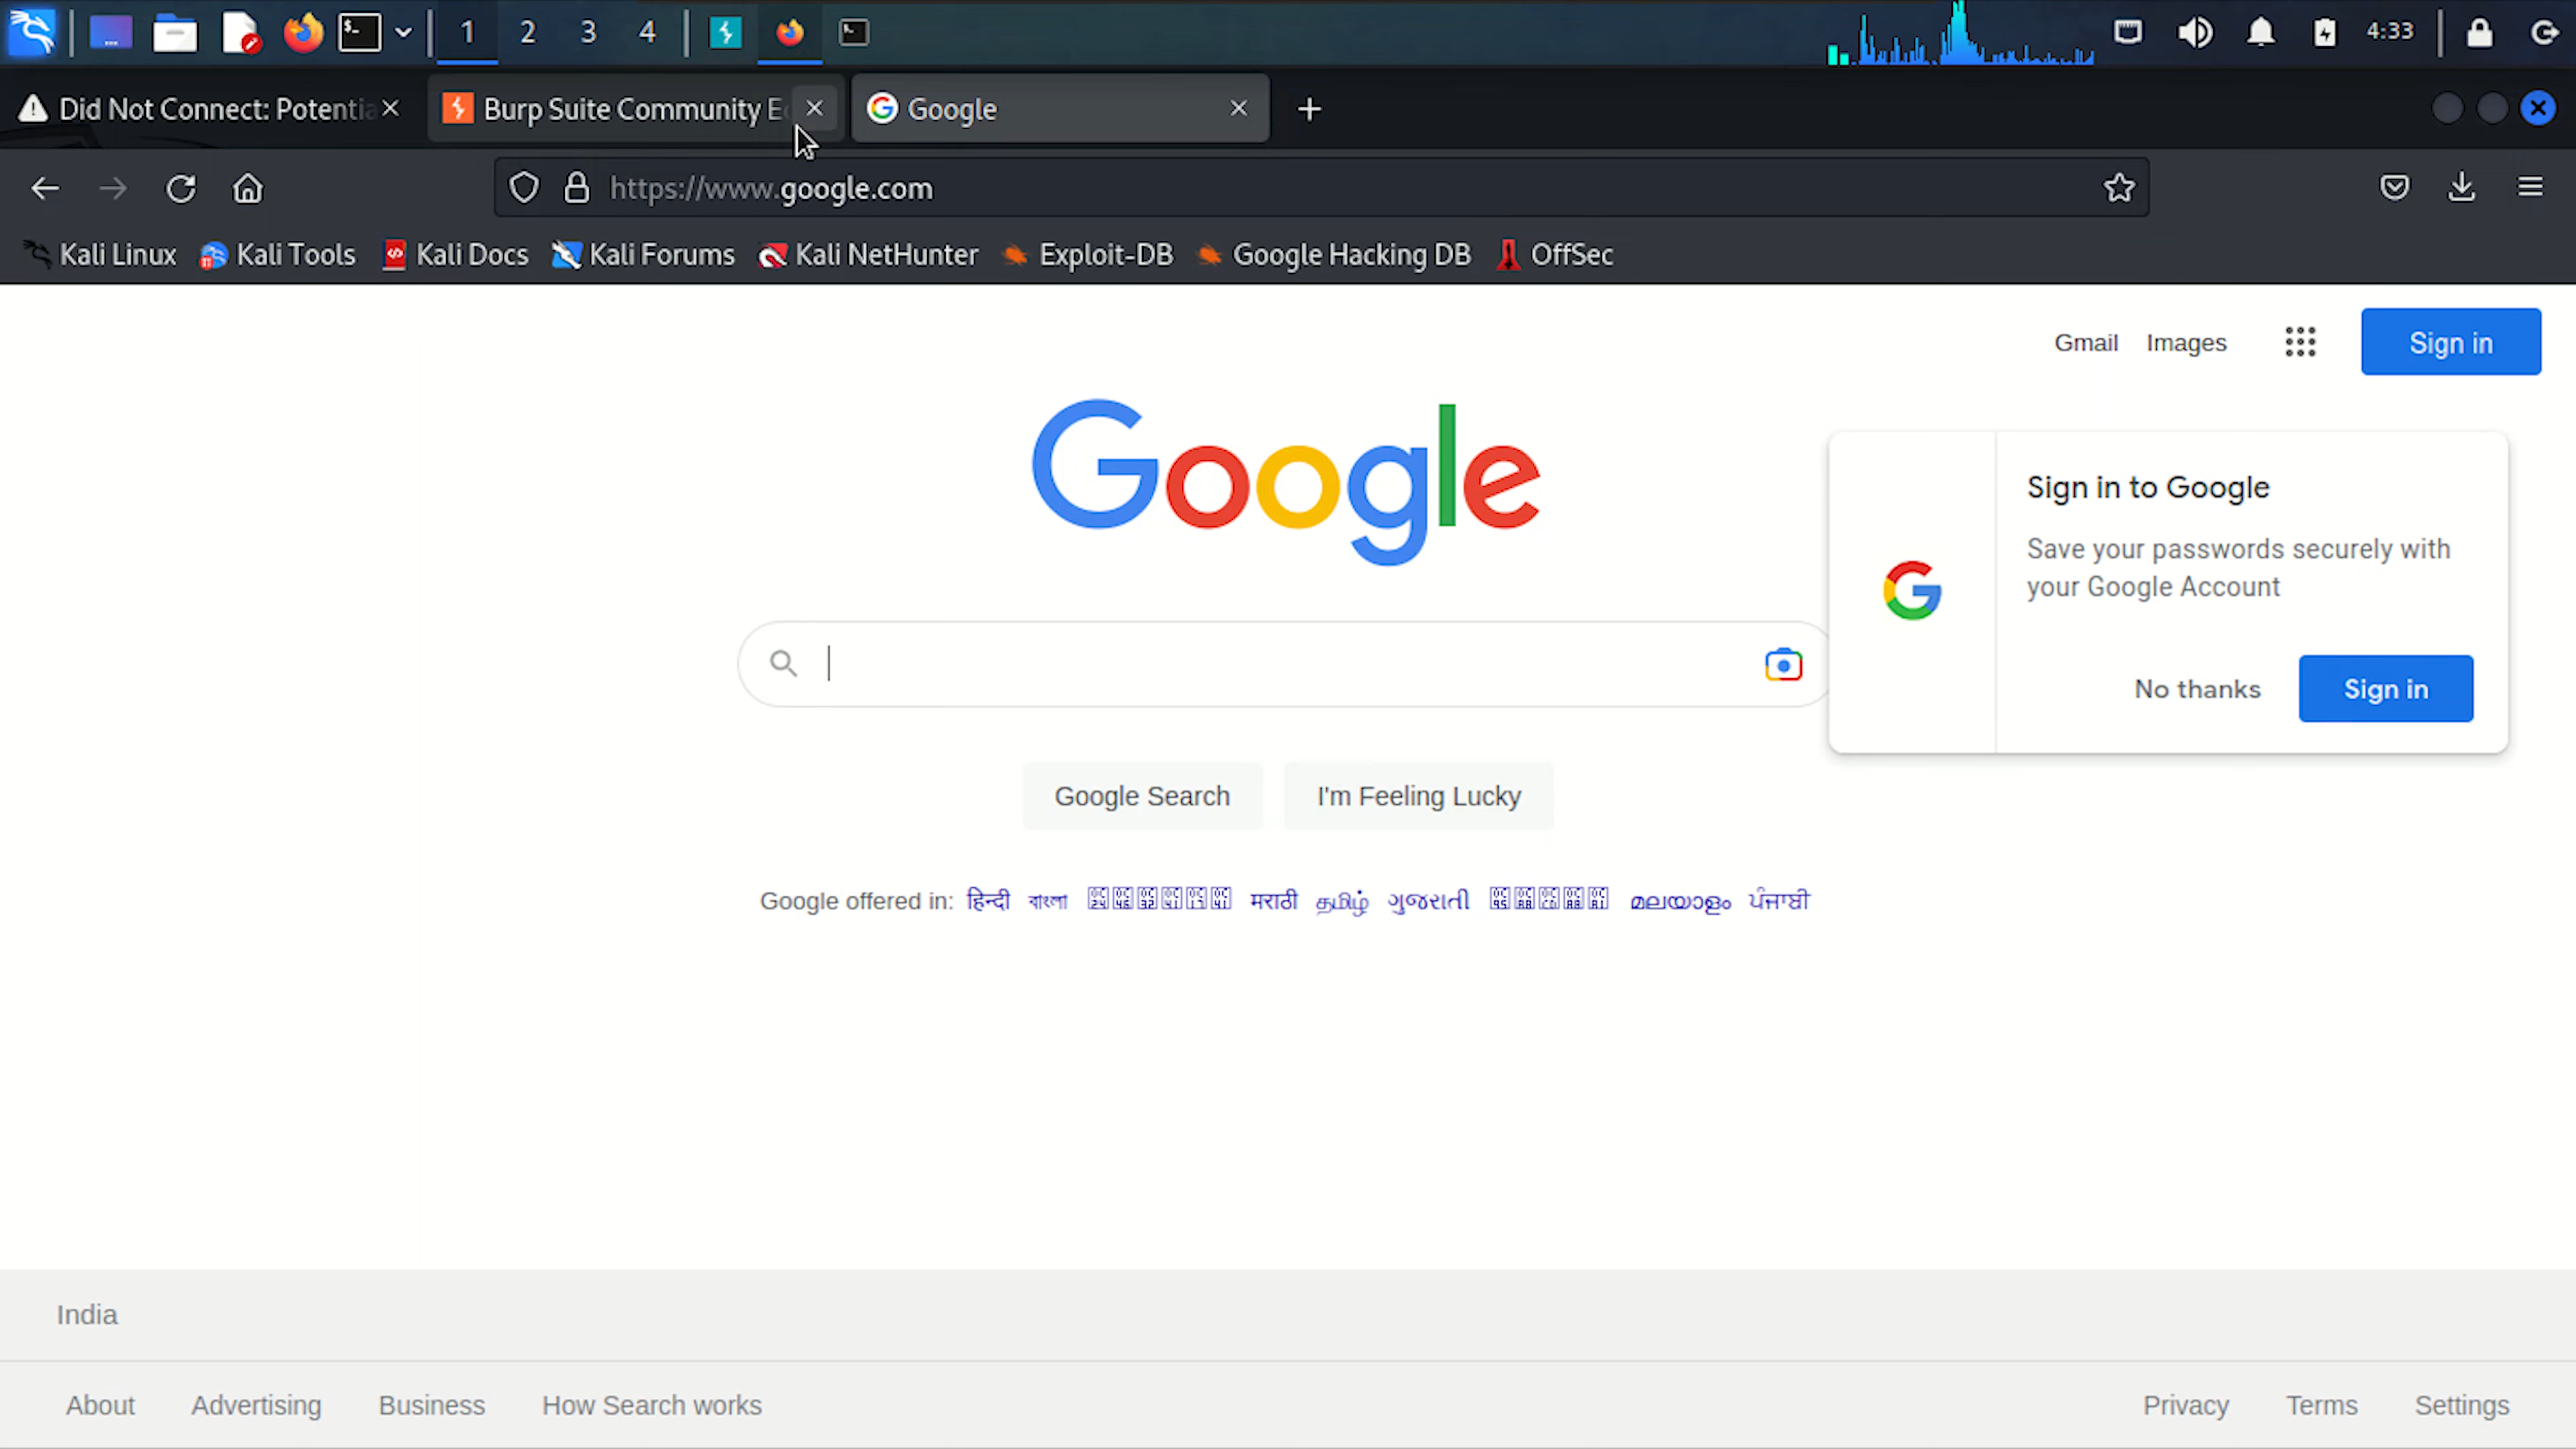 1 2 3 4 4:33
Did Not Connect: Potentia Burp Suite Community Ed Google
https://www.google.com
Kali Linux Kali Tools Kali Docs Kali Forums Kali NetHunter Exploit-DB Google Hacking DB OffSec
Gmail Images Sign in
Google
Sign in to Google
Save your passwords securely with
your Google Account
No thanks Sign in
Google Search I'm Feeling Lucky
Google offered in: हिन्दी বাংলা मराठी தமிழ் ગુજરાતી മലയാളം ਪੰਜਾਬੀ
India
About Advertising Business How Search works Privacy Terms Settings